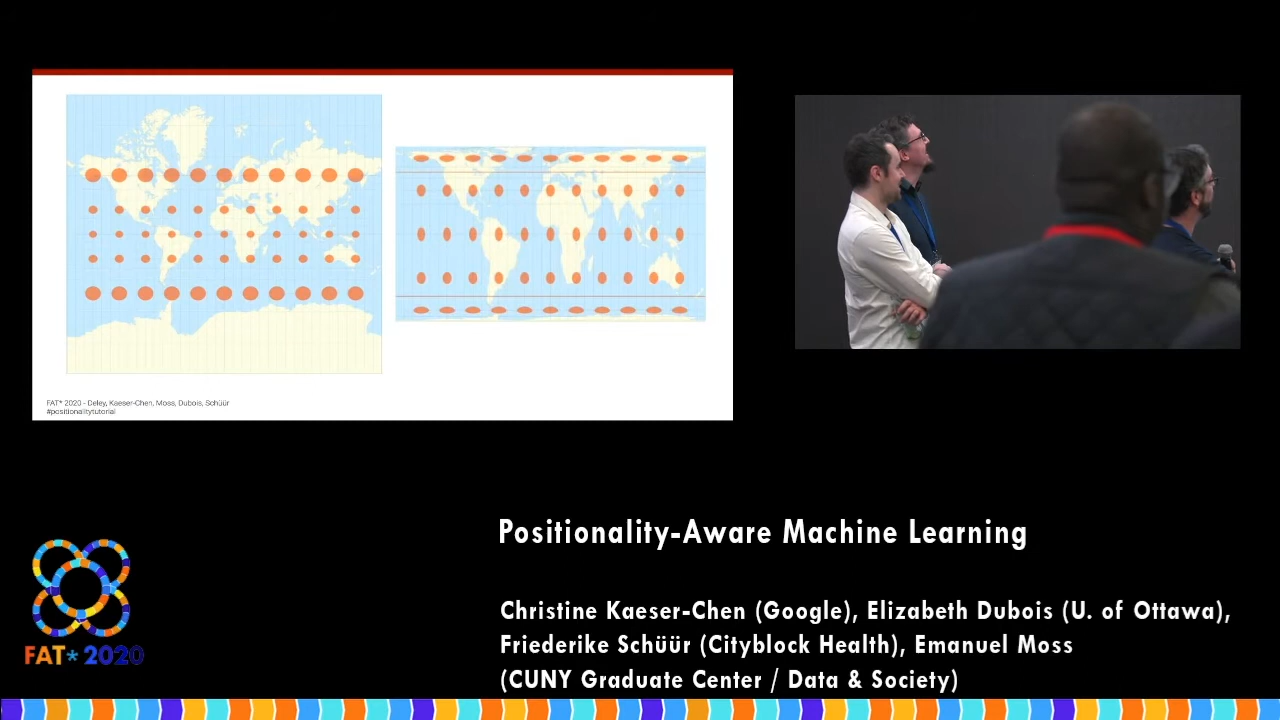 FAT* 2020 - Deley, Kaeser-Chen, Moss, Dubois, Schüür
#positionalitytutorial
Positionality-Aware Machine Learning
Christine Kaeser-Chen (Google), Elizabeth Dubois (U. of Ottawa),
Friederike Schüür (Cityblock Health), Emanuel Moss
(CUNY Graduate Center / Data & Society)
FAT* 2020